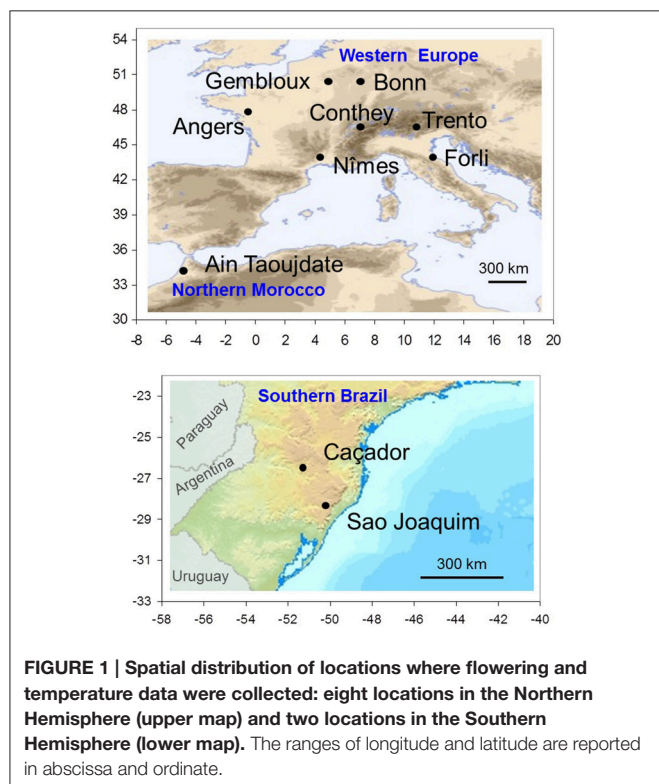 54
51
48
45
42
39
36
33
30
Western Europe
Gembloux
Bonn
Conthey
Trento
Angers
Nîmes
Forli
Ain Taoujdate
Northern Morocco
300 km
-8 -6 -4 -2 0 2 4 6 8 10 12 14 16 18 20
-23
-25
-27
-29
-31
-33
Southern Brazil
Paraguay
Caçador
Argentina
Sao Joaquim
Uruguay
300 km
-58 -56 -54 -52 -50 -48 -46 -44 -42 -40
FIGURE 1 | Spatial distribution of locations where flowering and
temperature data were collected: eight locations in the Northern
Hemisphere (upper map) and two locations in the Southern
Hemisphere (lower map). The ranges of longitude and latitude are reported
in abscissa and ordinate.